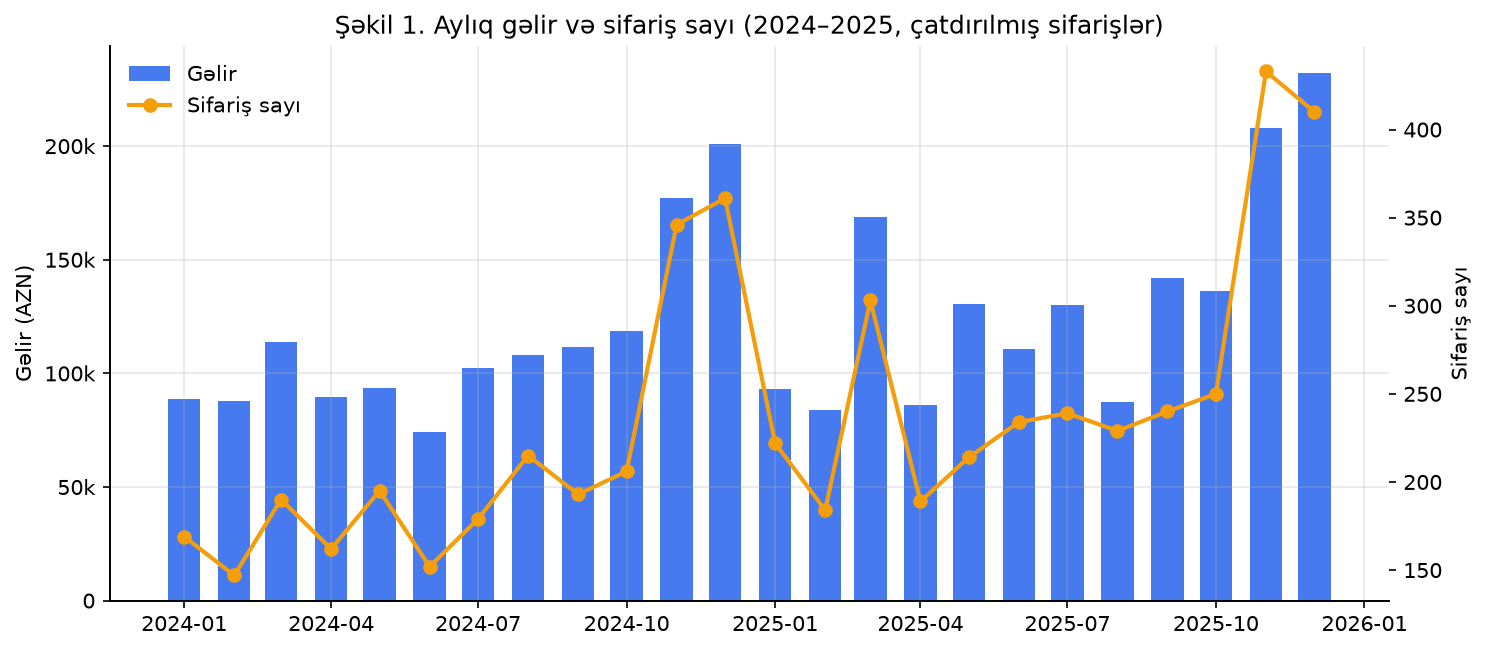 Şəkil 1. Aylıq gəlir və sifariş sayı (2024–2025, çatdırılmış sifarişlər)
Gəlir
Sifariş sayı
Gəlir (AZN)
200k
150k
100k
50k
0
400
350
300
250
200
150
Sifariş sayı
2024-01 2024-04 2024-07 2024-10 2025-01 2025-04 2025-07 2025-10 2026-01